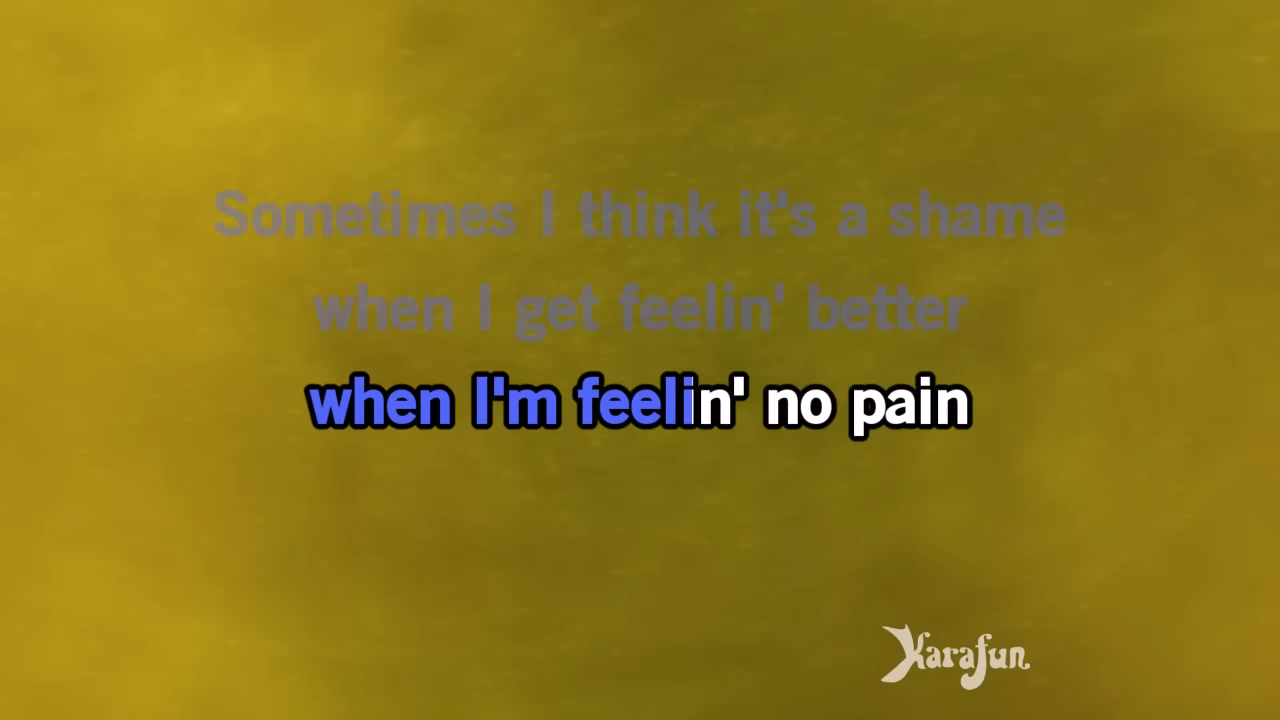 Sometimes I think it's a shame
when I get feelin' better
when I'm feelin' no pain
Karafun